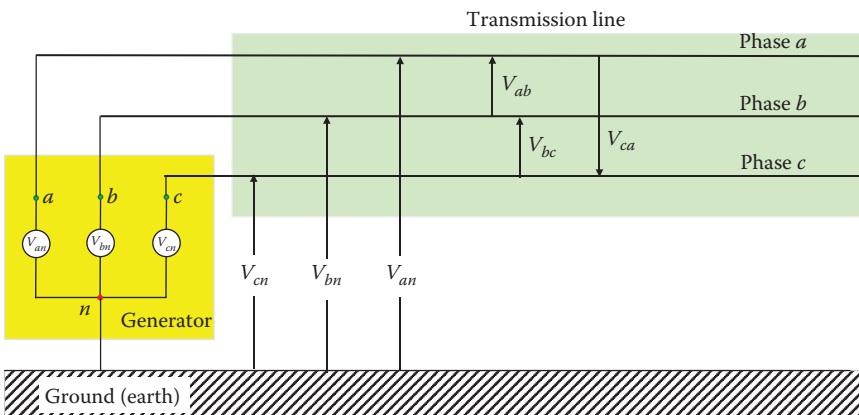 Transmission line
Phase a
V_ab
Phase b
V_bc
V_ca
Phase c
a
b
c
V_an
V_bn
V_cn
V_cn
V_bn
V_an
n
Generator
Ground (earth)